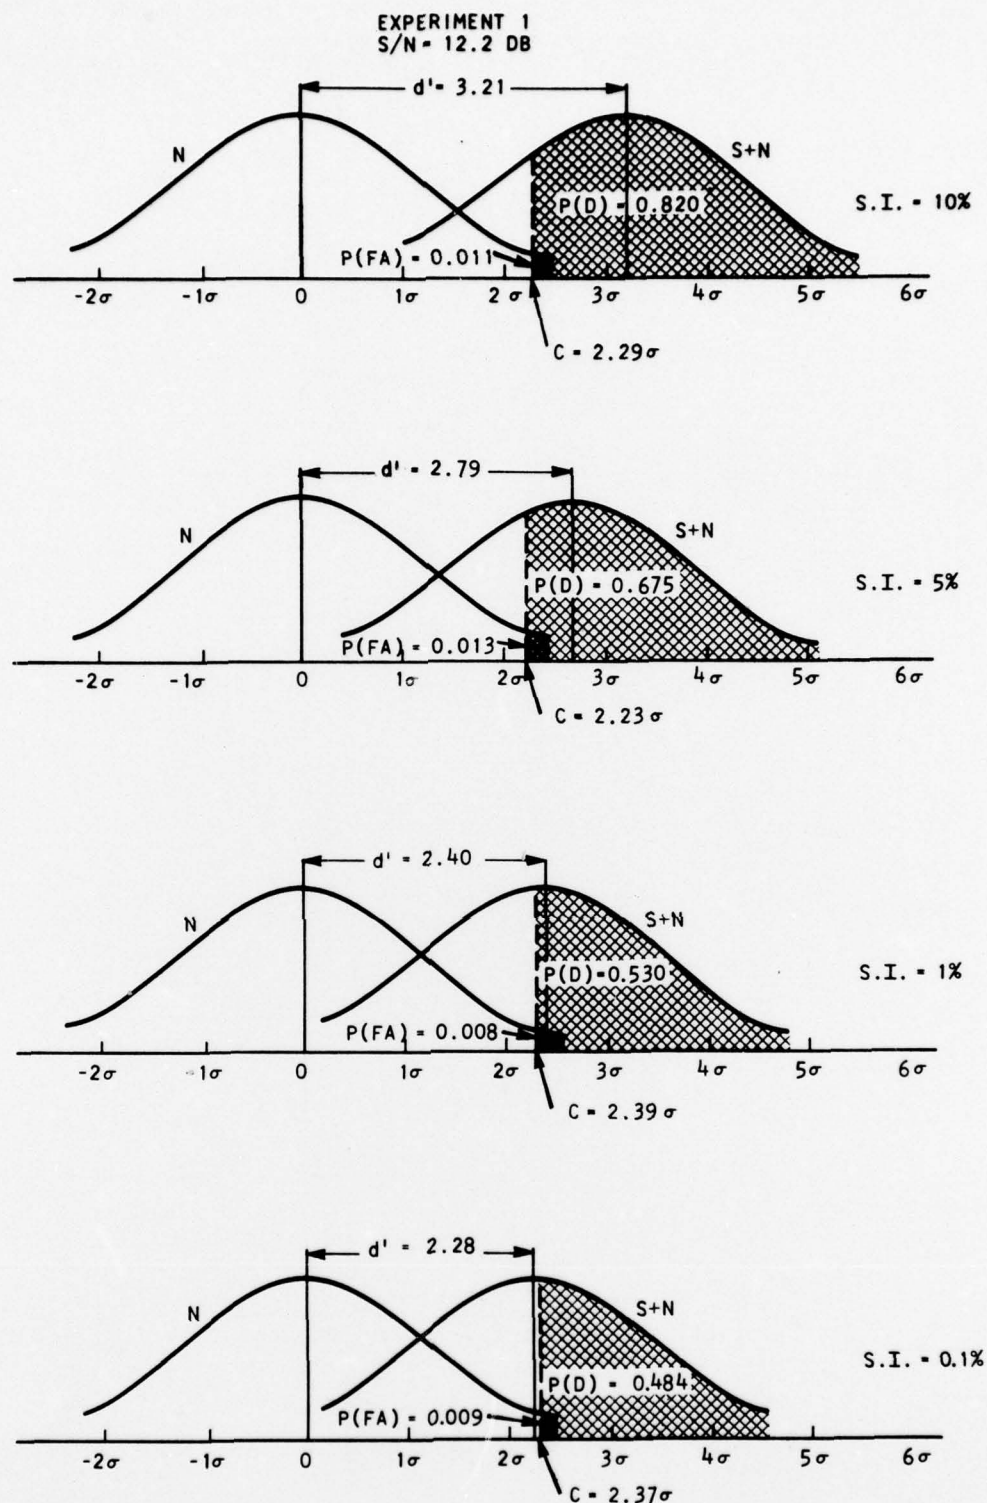 EXPERIMENT 1
S/N = 12.2 DB
d' = 3.21
N
S+N
P(D) = 0.820
S.I. = 10%
P(FA) = 0.011
-2σ -1σ 0 1σ 2σ 3σ 4σ 5σ 6σ
C = 2.29σ
d' = 2.79
N
S+N
P(D) = 0.675
S.I. = 5%
P(FA) = 0.013
-2σ -1σ 0 1σ 2σ 3σ 4σ 5σ 6σ
C = 2.23σ
d' = 2.40
N
S+N
P(D)=0.530
S.I. = 1%
P(FA) = 0.008
-2σ -1σ 0 1σ 2σ 3σ 4σ 5σ 6σ
C = 2.39σ
d' = 2.28
N
S+N
S.I. = 0.1%
P(D) = 0.484
P(FA) = 0.009
-2σ -1σ 0 1σ 2σ 3σ 4σ 5σ 6σ
C = 2.37σ